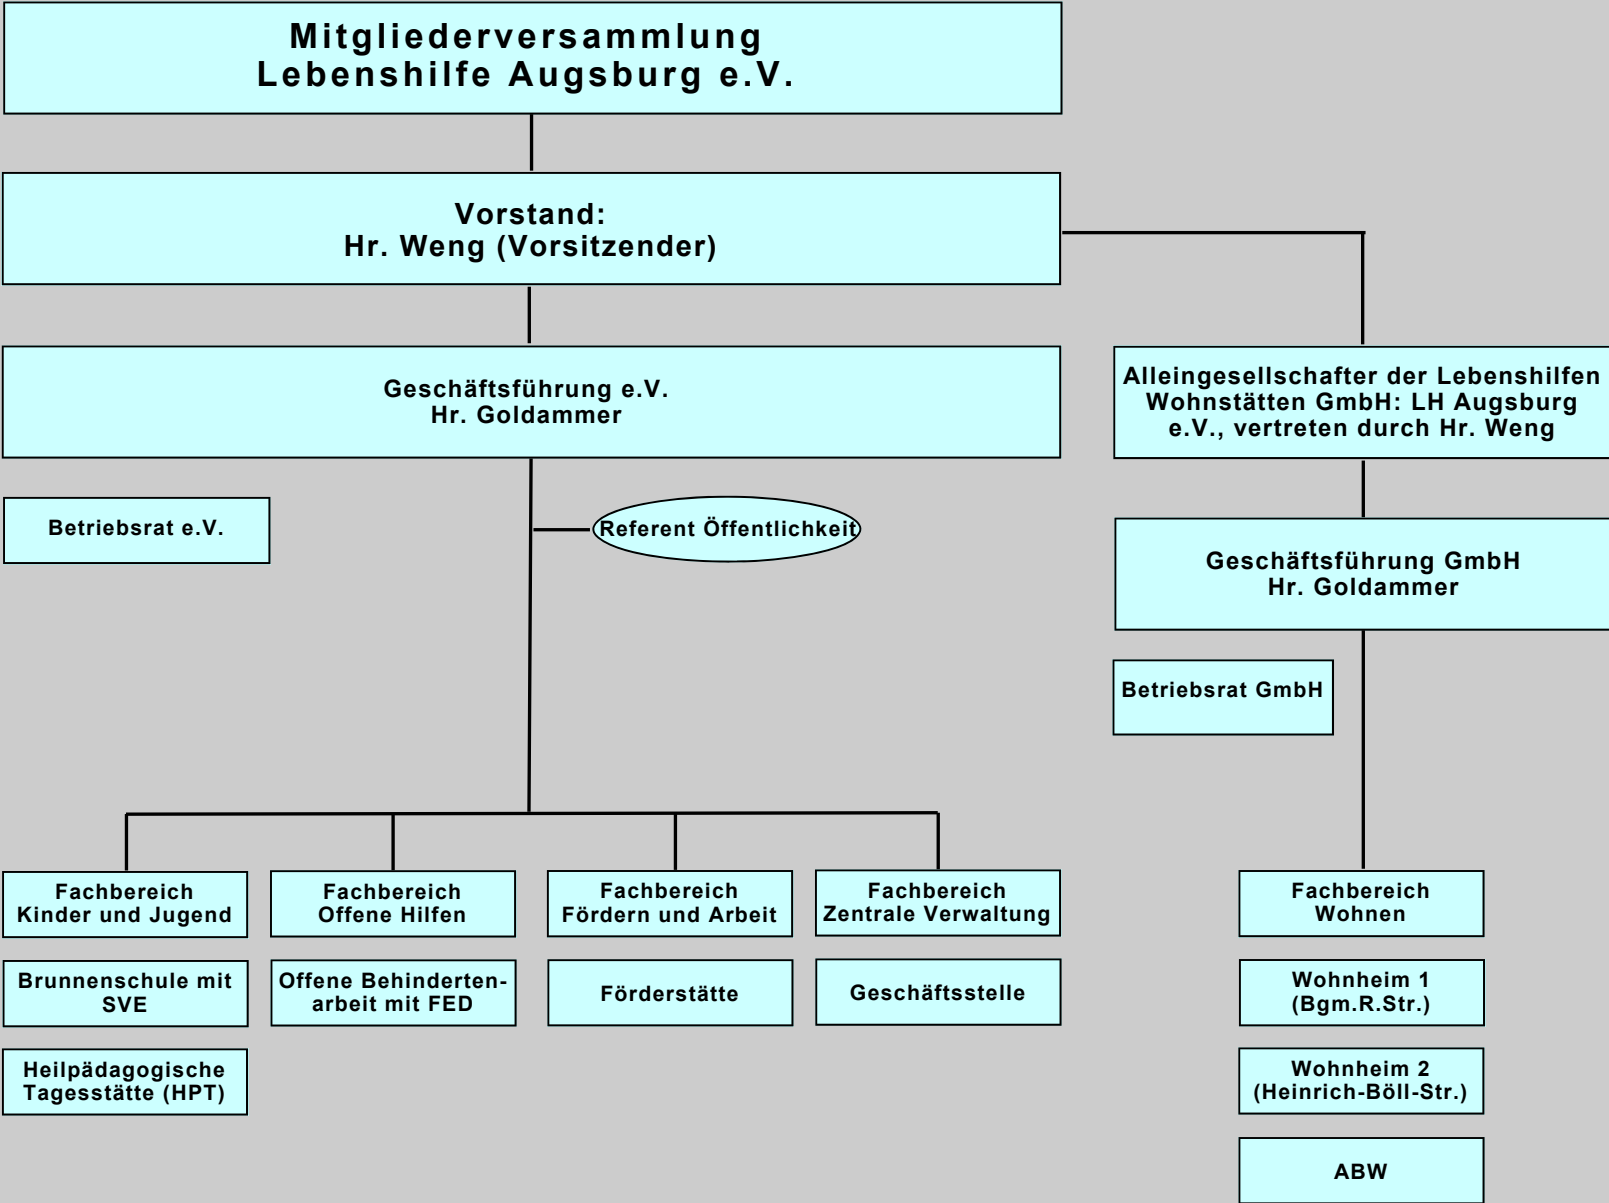 Mitgliederversammlung
Lebenshilfe Augsburg e.V.
Vorstand:
Hr. Weng (Vorsitzender)
Geschäftsführung e.V.
Hr. Goldammer
Alleingesellschafter der Lebenshilfen
Wohnstätten GmbH: LH Augsburg
e.V., vertreten durch Hr. Weng
Betriebsrat e.V.
Referent Öffentlichkeit
Geschäftsführung GmbH
Hr. Goldammer
Betriebsrat GmbH
Fachbereich
Kinder und Jugend
Fachbereich
Offene Hilfen
Fachbereich
Fördern und Arbeit
Fachbereich
Zentrale Verwaltung
Fachbereich
Wohnen
Brunnenschule mit
SVE
Offene Behinderten-
arbeit mit FED
Förderstätte
Geschäftsstelle
Wohnheim 1
(Bgm.R.Str.)
Heilpädagogische
Tagesstätte (HPT)
Wohnheim 2
(Heinrich-Böll-Str.)
ABW